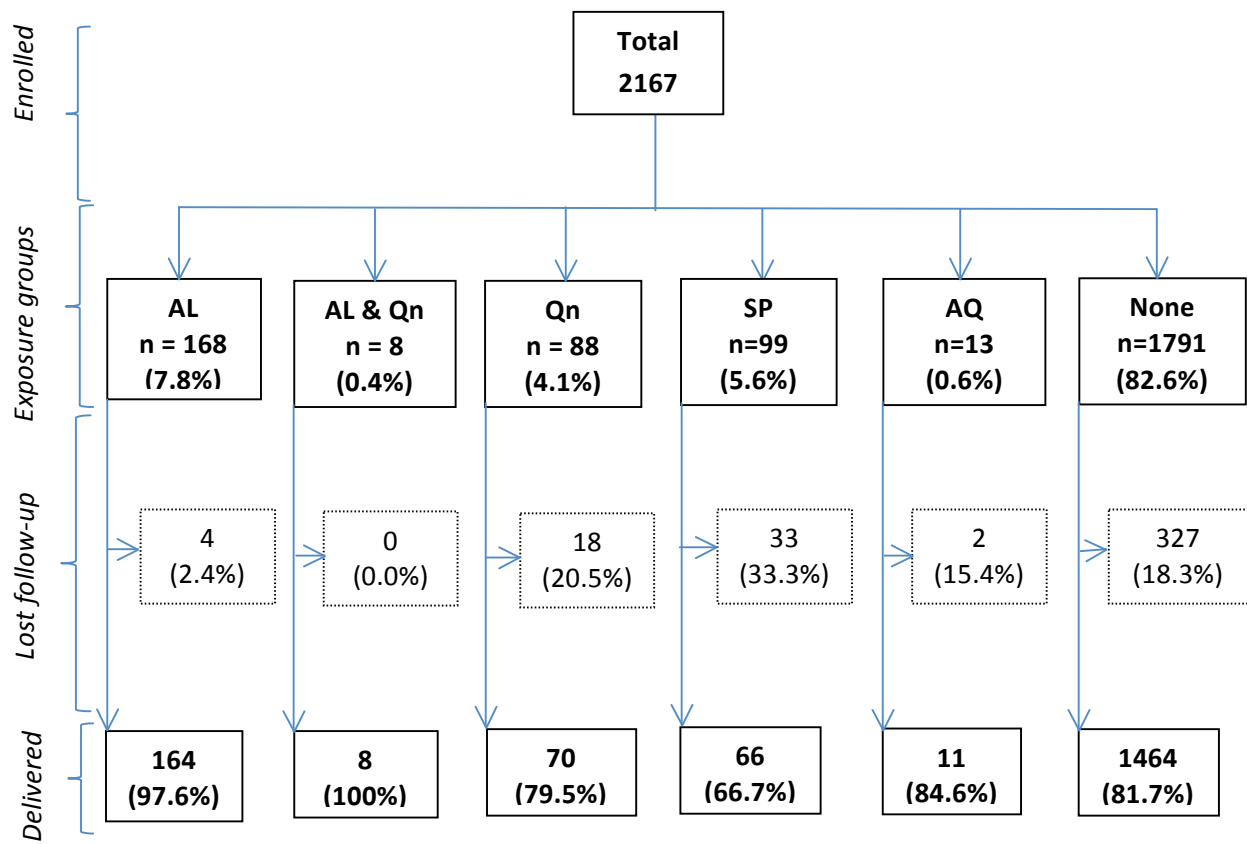 Enrolled
Total
2167
Exposure groups
AL
n = 168
(7.8%)
AL & Qn
n = 8
(0.4%)
Qn
n = 88
(4.1%)
SP
n=99
(5.6%)
AQ
n=13
(0.6%)
None
n=1791
(82.6%)
Lost follow-up
4
(2.4%)
0
(0.0%)
18
(20.5%)
33
(33.3%)
2
(15.4%)
327
(18.3%)
Delivered
164
(97.6%)
8
(100%)
70
(79.5%)
66
(66.7%)
11
(84.6%)
1464
(81.7%)